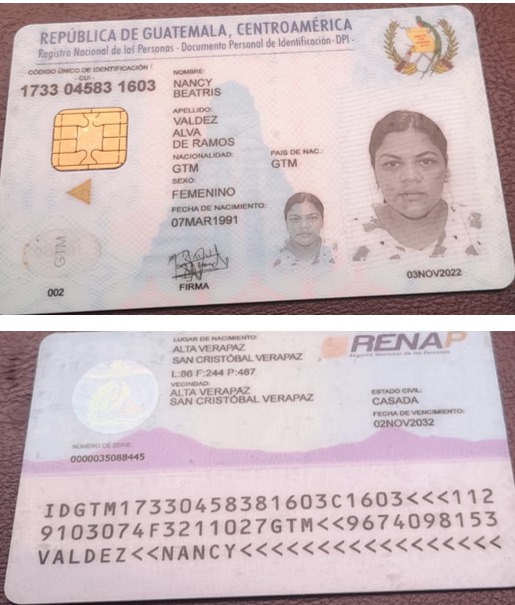 REPÚBLICA DE GUATEMALA, CENTROAMÉRICA
Registro Nacional de las Personas - Documento Personal de Identificación - DPI -
CÓDIGO ÚNICO DE IDENTIFICACIÓN
- CUI -
1733 04583 1603
NOMBRE:
NANCY
BEATRIS
APELLIDO:
VALDEZ
ALVA
DE RAMOS
NACIONALIDAD:
GTM
PAIS DE NAC.:
GTM
SEXO:
FEMENINO
FECHA DE NACIMIENTO:
07MAR1991
GTM
002
FIRMA
03NOV2022
LUGAR DE NACIMIENTO:
ALTA VERAPAZ
SAN CRISTÓBAL VERAPAZ
L:86 F:244 P:487
VECINDAD:
ALTA VERAPAZ
SAN CRISTÓBAL VERAPAZ
RENAP
Registro Nacional de las Personas
ESTADO CIVIL:
CASADA
FECHA DE VENCIMIENTO:
02NOV2032
NÚMERO DE SERIE:
0000035088445
IDGTM17330458381603C1603<<<112
9103074F3211027GTM<<9674098153
VALDEZ<<NANCY<<<<<<<<<<<<<<<<<